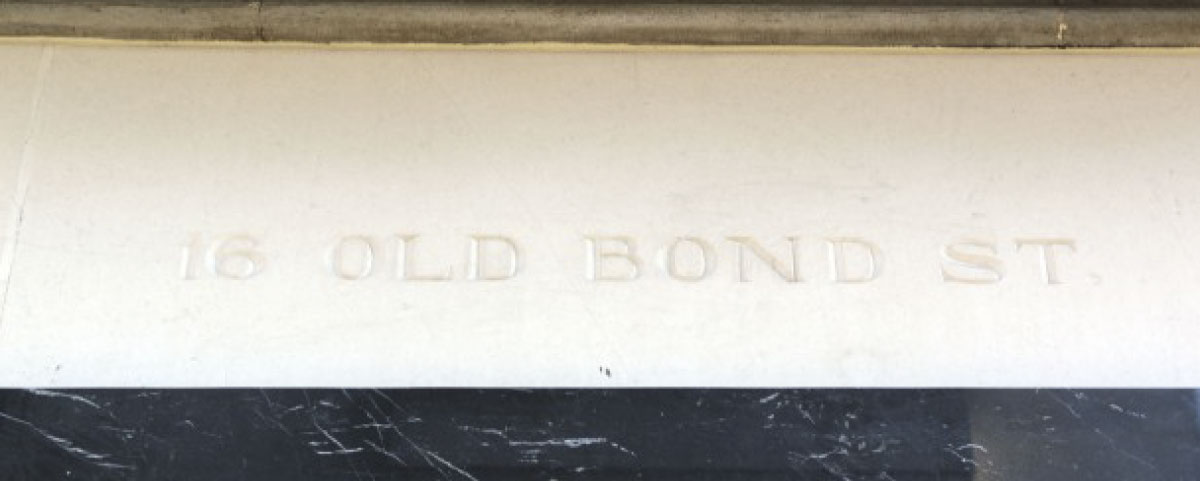 16 OLD BOND ST.